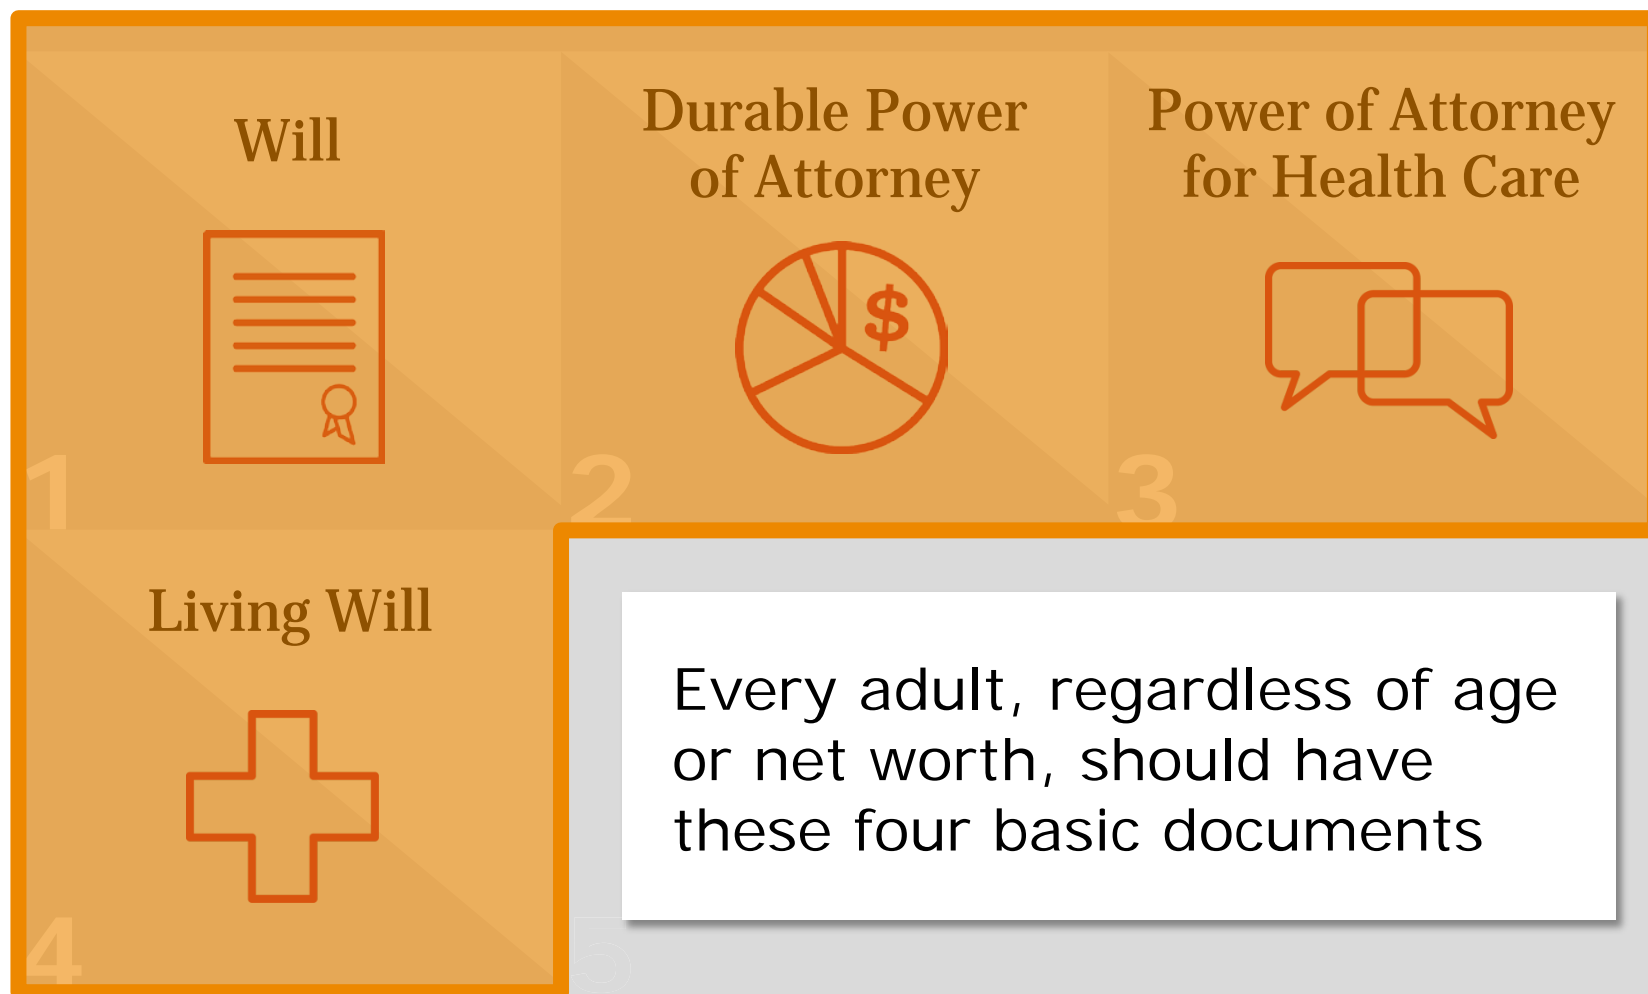 Will
1
Durable Power
of Attorney
$
2
Power of Attorney
for Health Care
3
Living Will
4
Every adult, regardless of age
or net worth, should have
these four basic documents
5